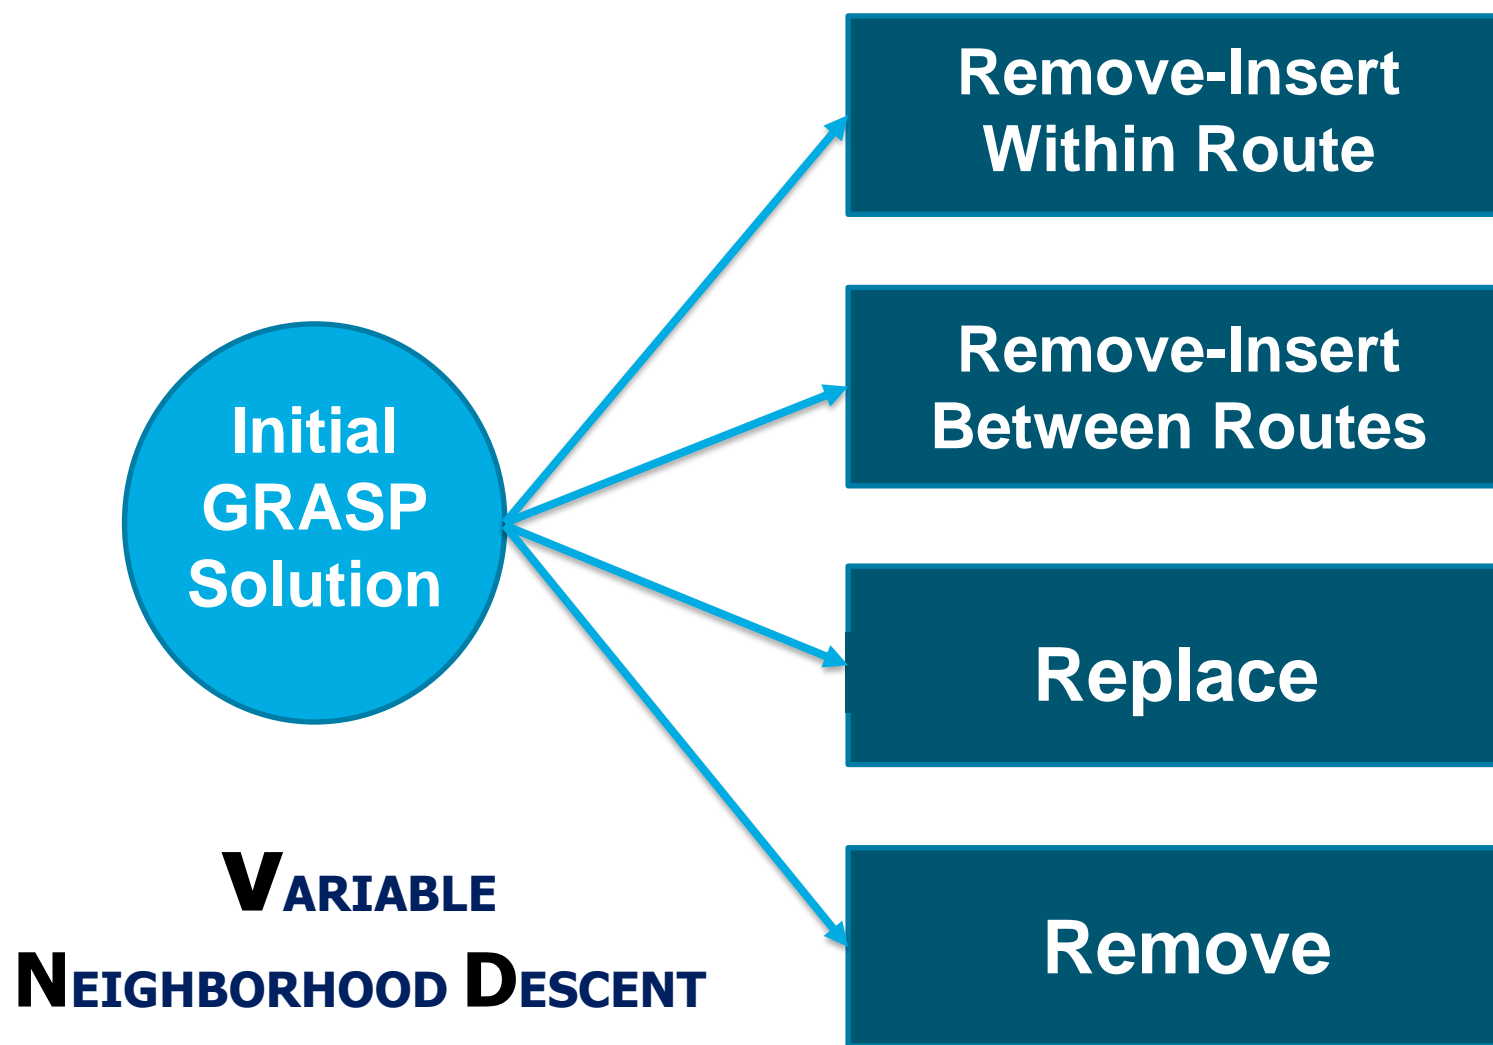 Remove-Insert
Within Route
Remove-Insert
Between Routes
Initial
GRASP
Solution
Replace
VARIABLE
NEIGHBORHOOD DESCENT
Remove